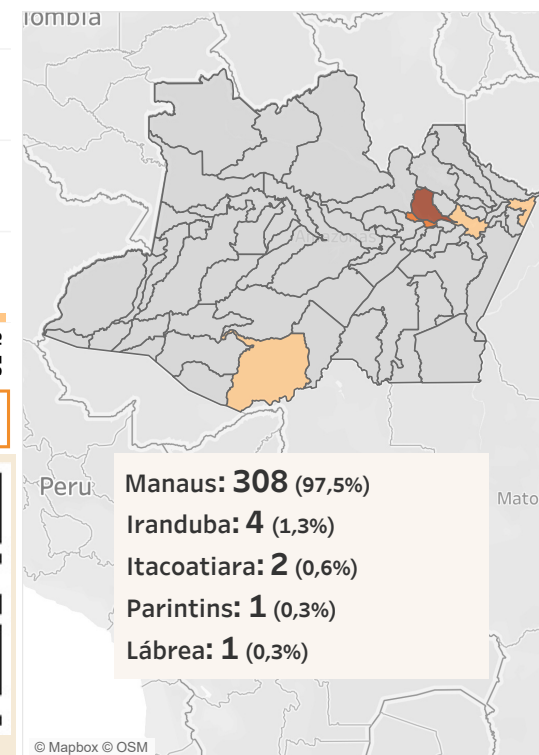 lombia
Amazonas
Peru
Mato
Manaus: 308 (97,5%)
Iranduba: 4 (1,3%)
Itacoatiara: 2 (0,6%)
Parintins: 1 (0,3%)
Lábrea: 1 (0,3%)
© Mapbox © OSM